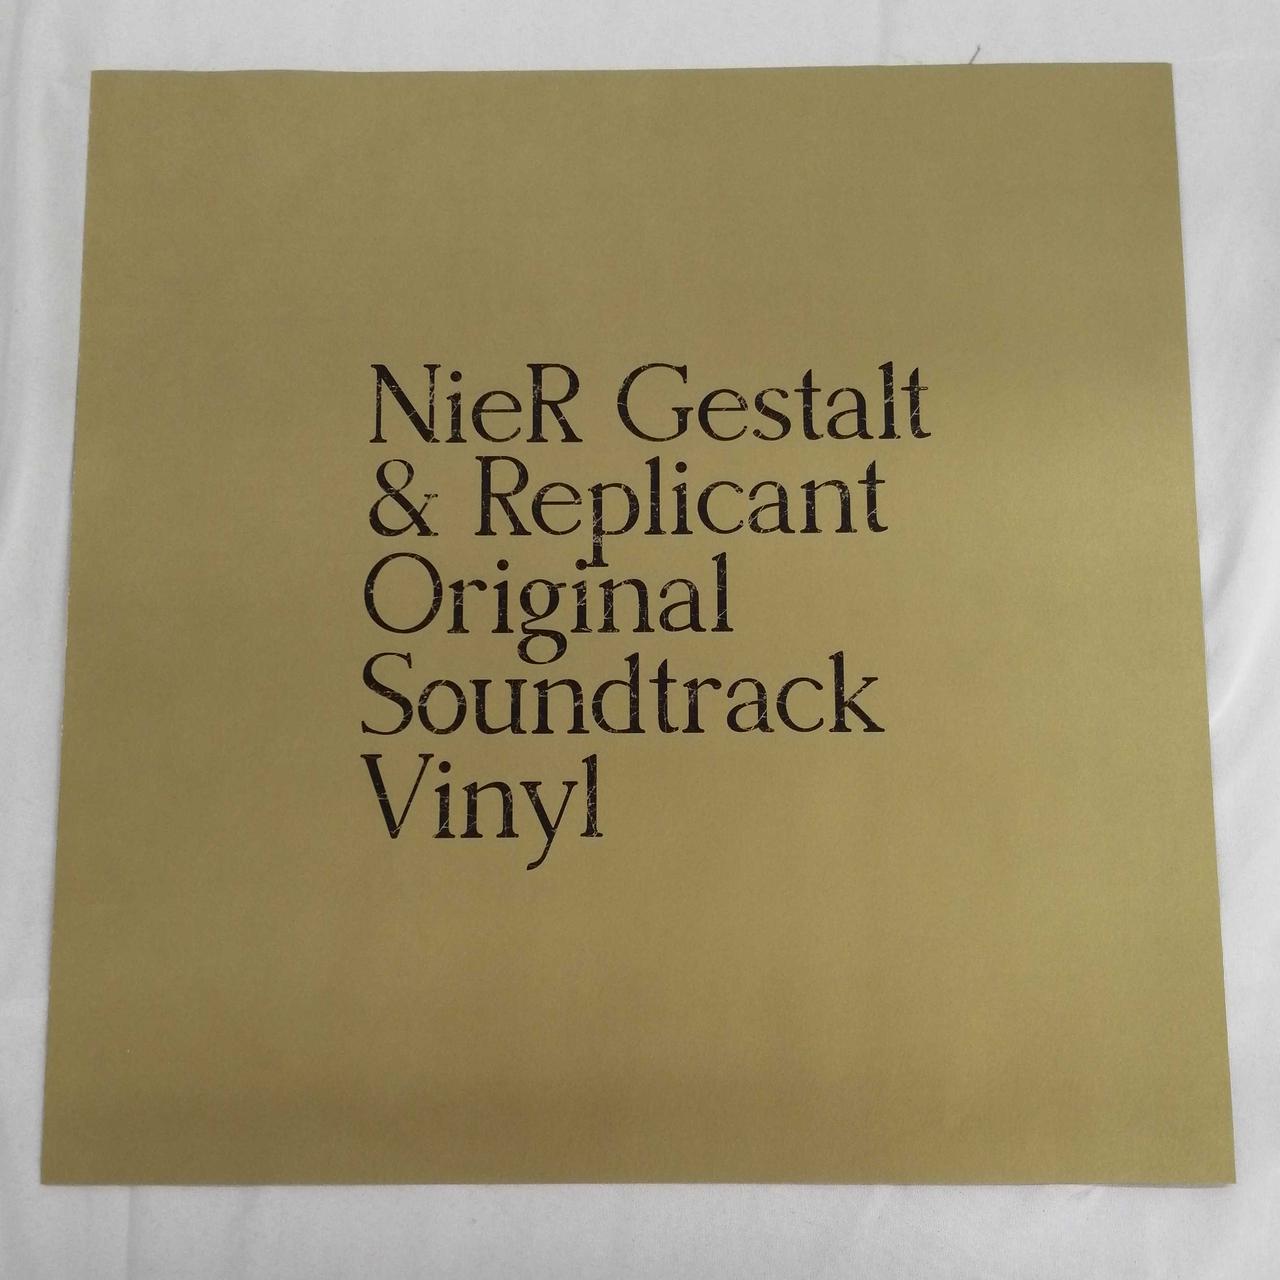 NieR Gestalt
& Replicant
Original
Soundtrack
Vinyl